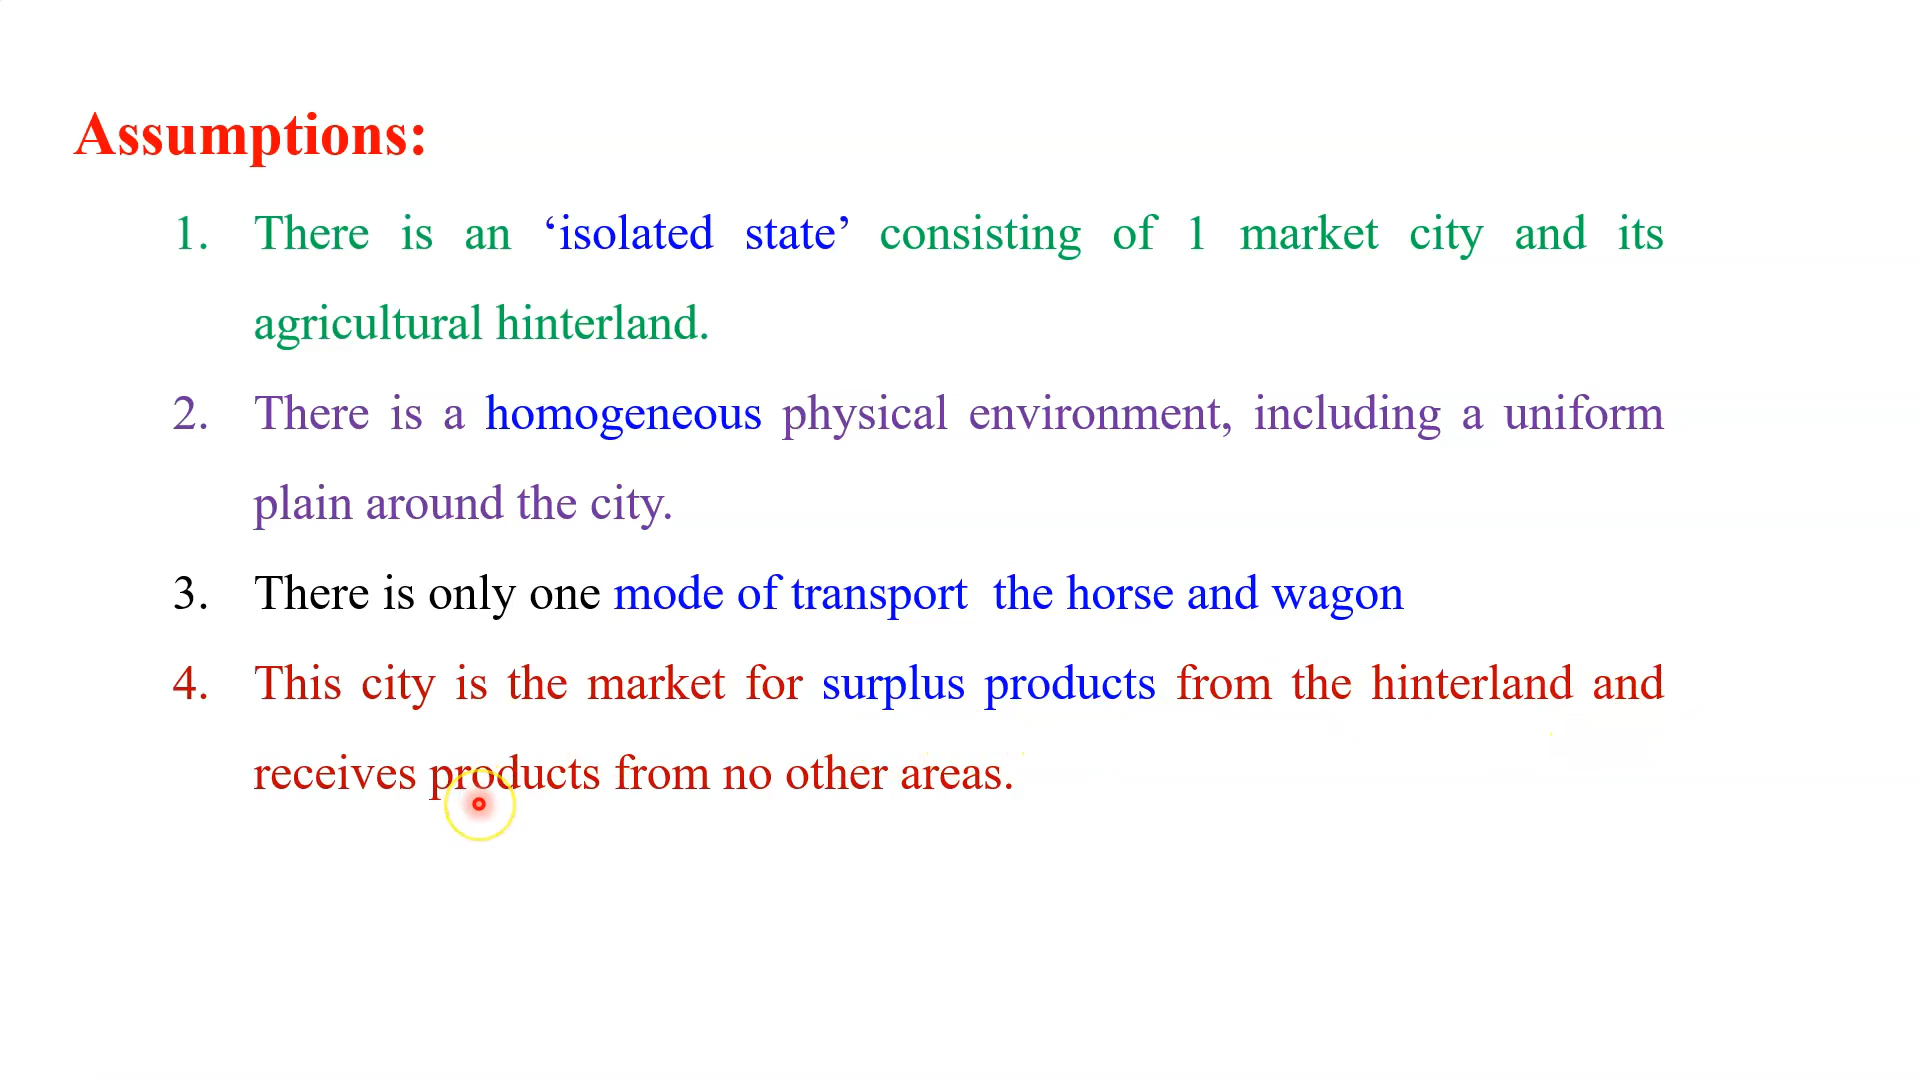 Assumptions:
1. There is an ‘isolated state’ consisting of 1 market city and its
agricultural hinterland.
2. There is a homogeneous physical environment, including a uniform
plain around the city.
3. There is only one mode of transport  the horse and wagon
4. This city is the market for surplus products from the hinterland and
receives products from no other areas.